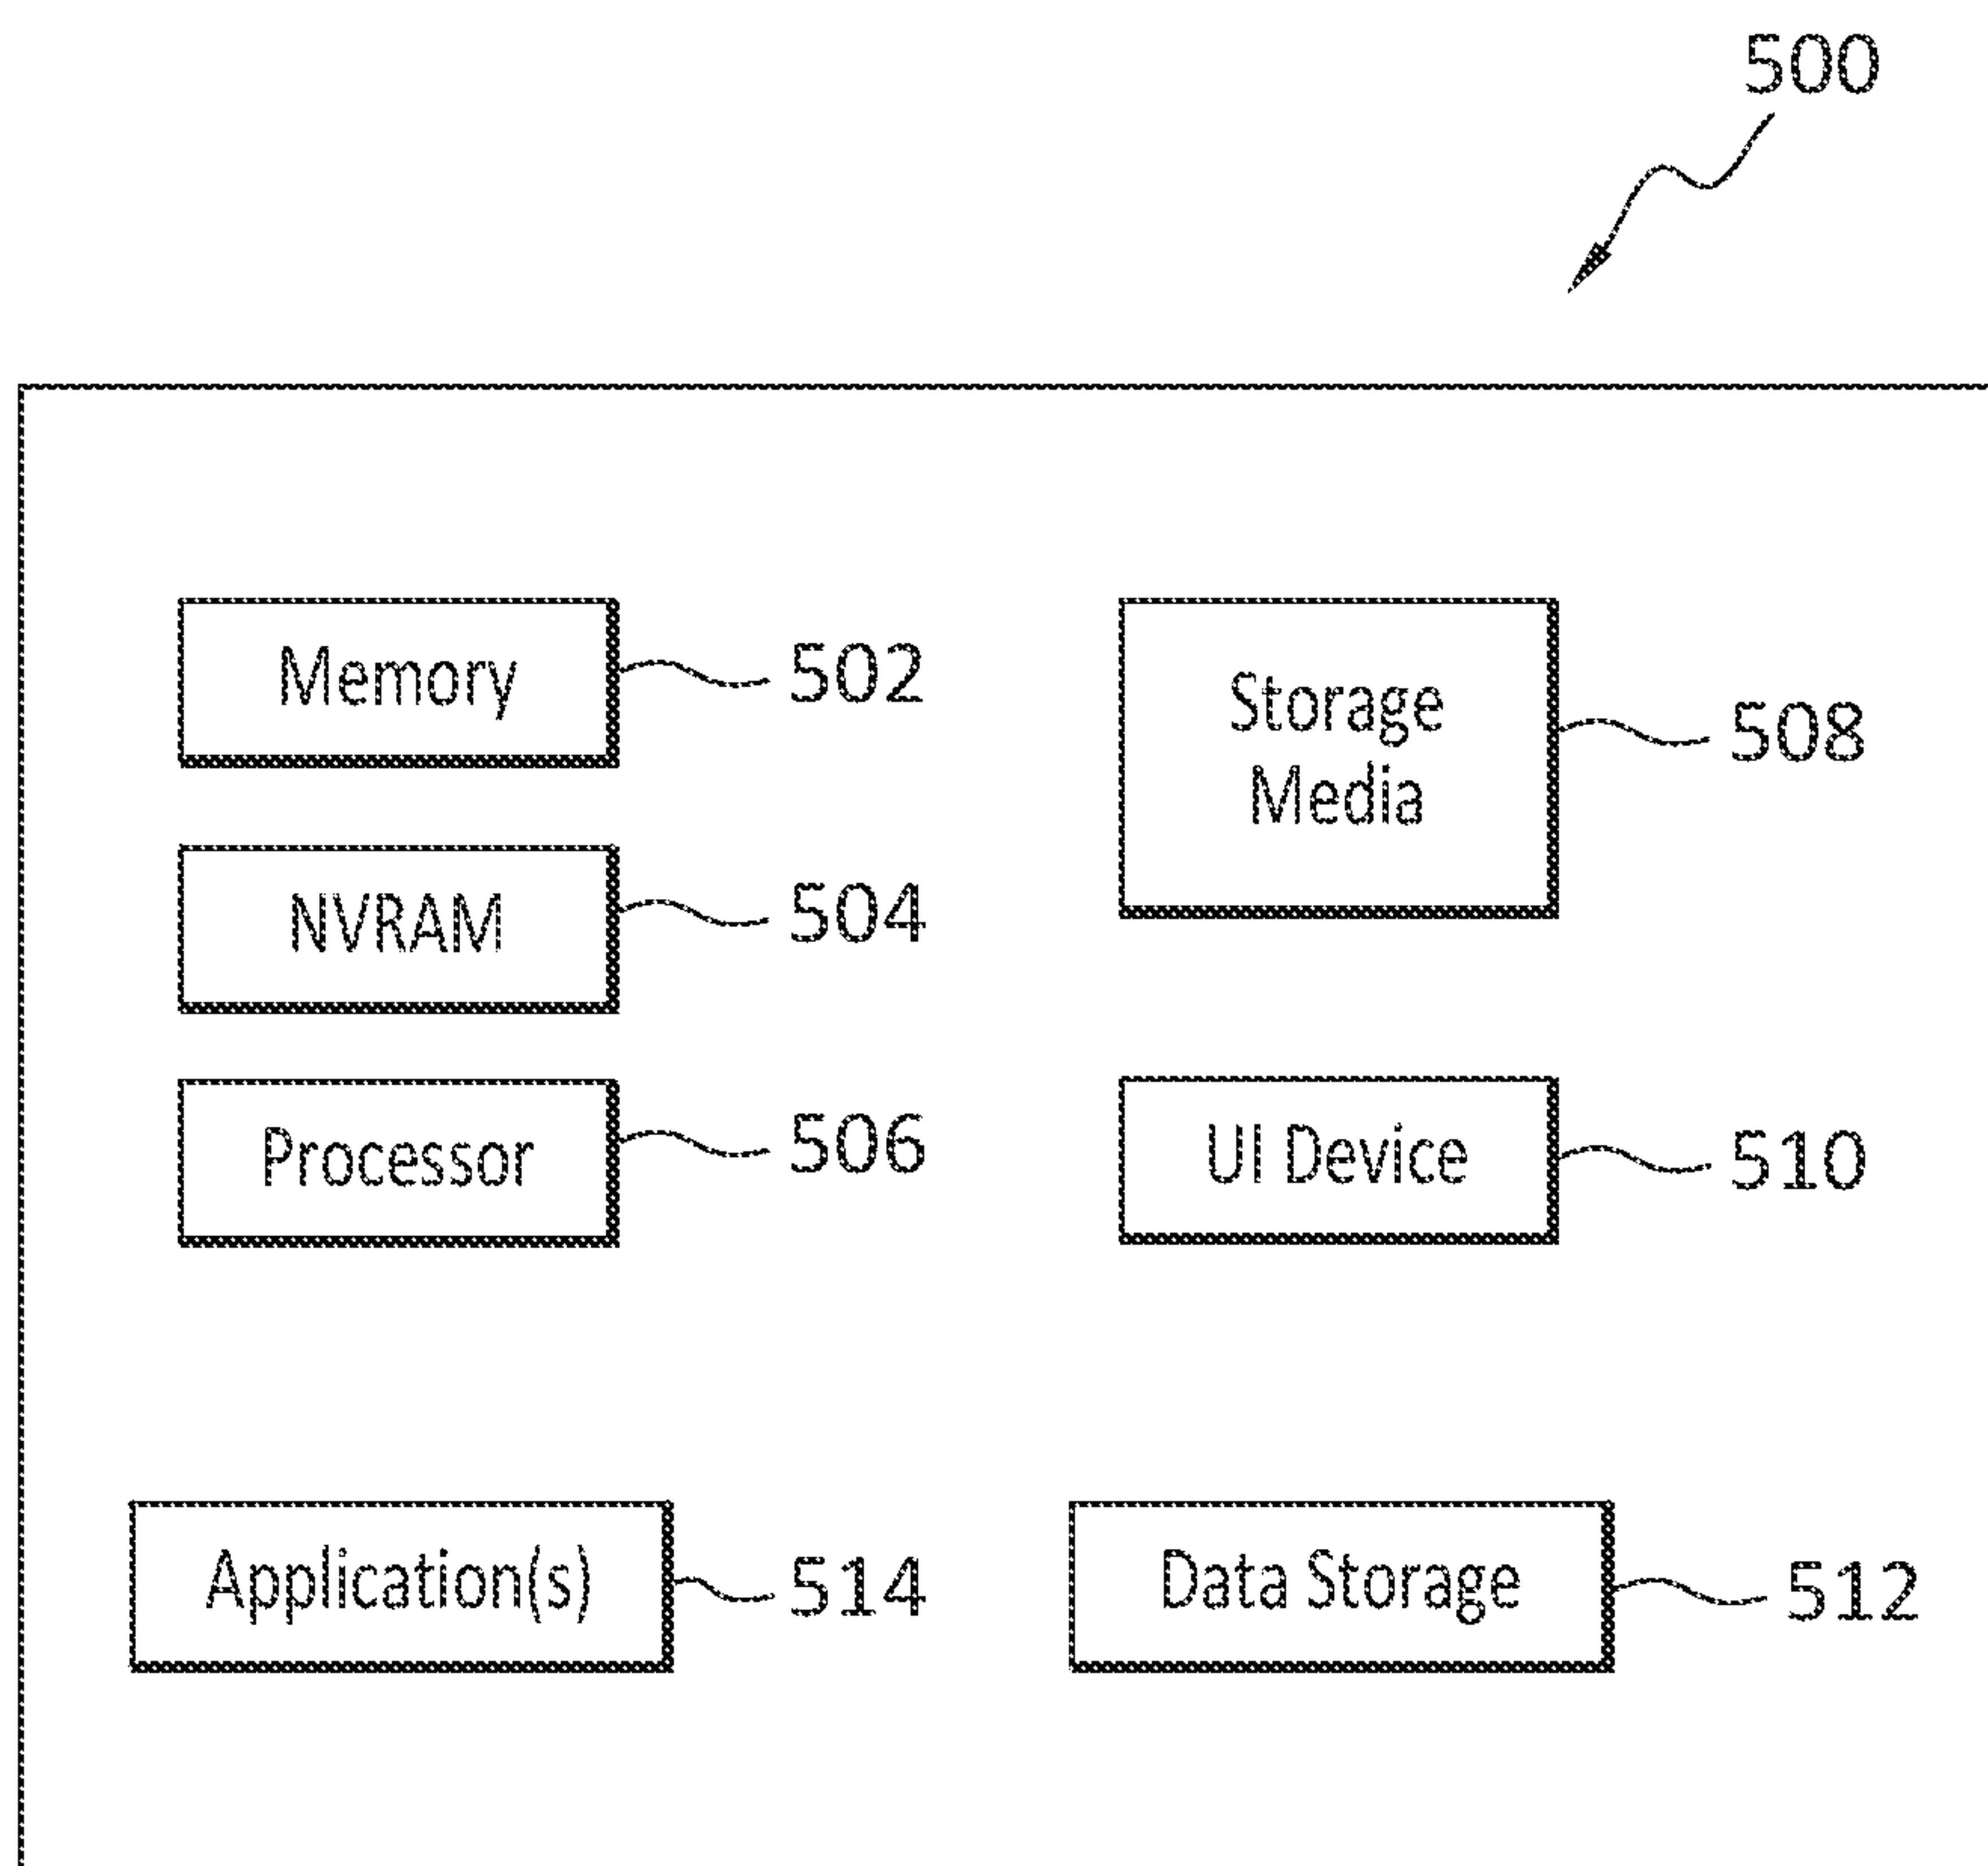 500
Memory
502
Storage
Media
508
NVRAM
504
Processor
506
UI Device
510
Application(s)
514
Data Storage
512